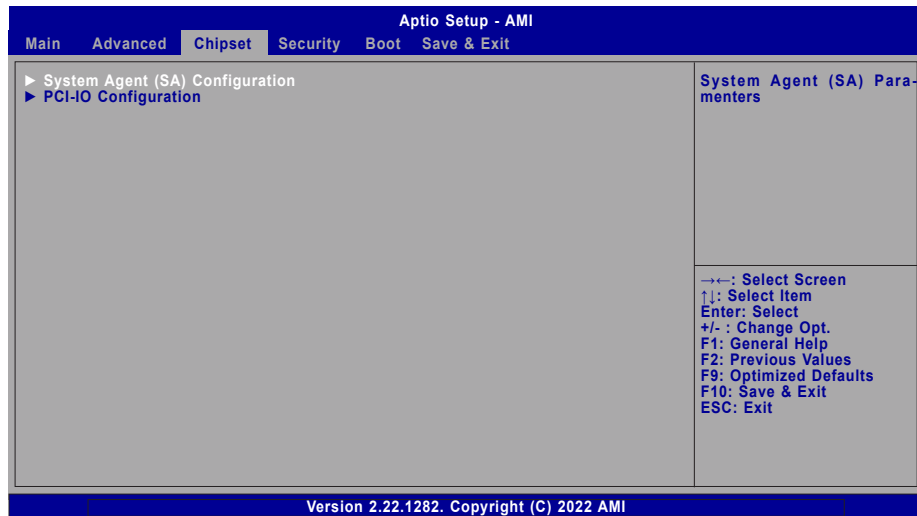 Aptio Setup - AMI
Main Advanced Chipset Security Boot Save & Exit
► System Agent (SA) Configuration
► PCI-IO Configuration
System Agent (SA) Para-
menters
→←: Select Screen
↑↓: Select Item
Enter: Select
+/- : Change Opt.
F1: General Help
F2: Previous Values
F9: Optimized Defaults
F10: Save & Exit
ESC: Exit
Version 2.22.1282. Copyright (C) 2022 AMI